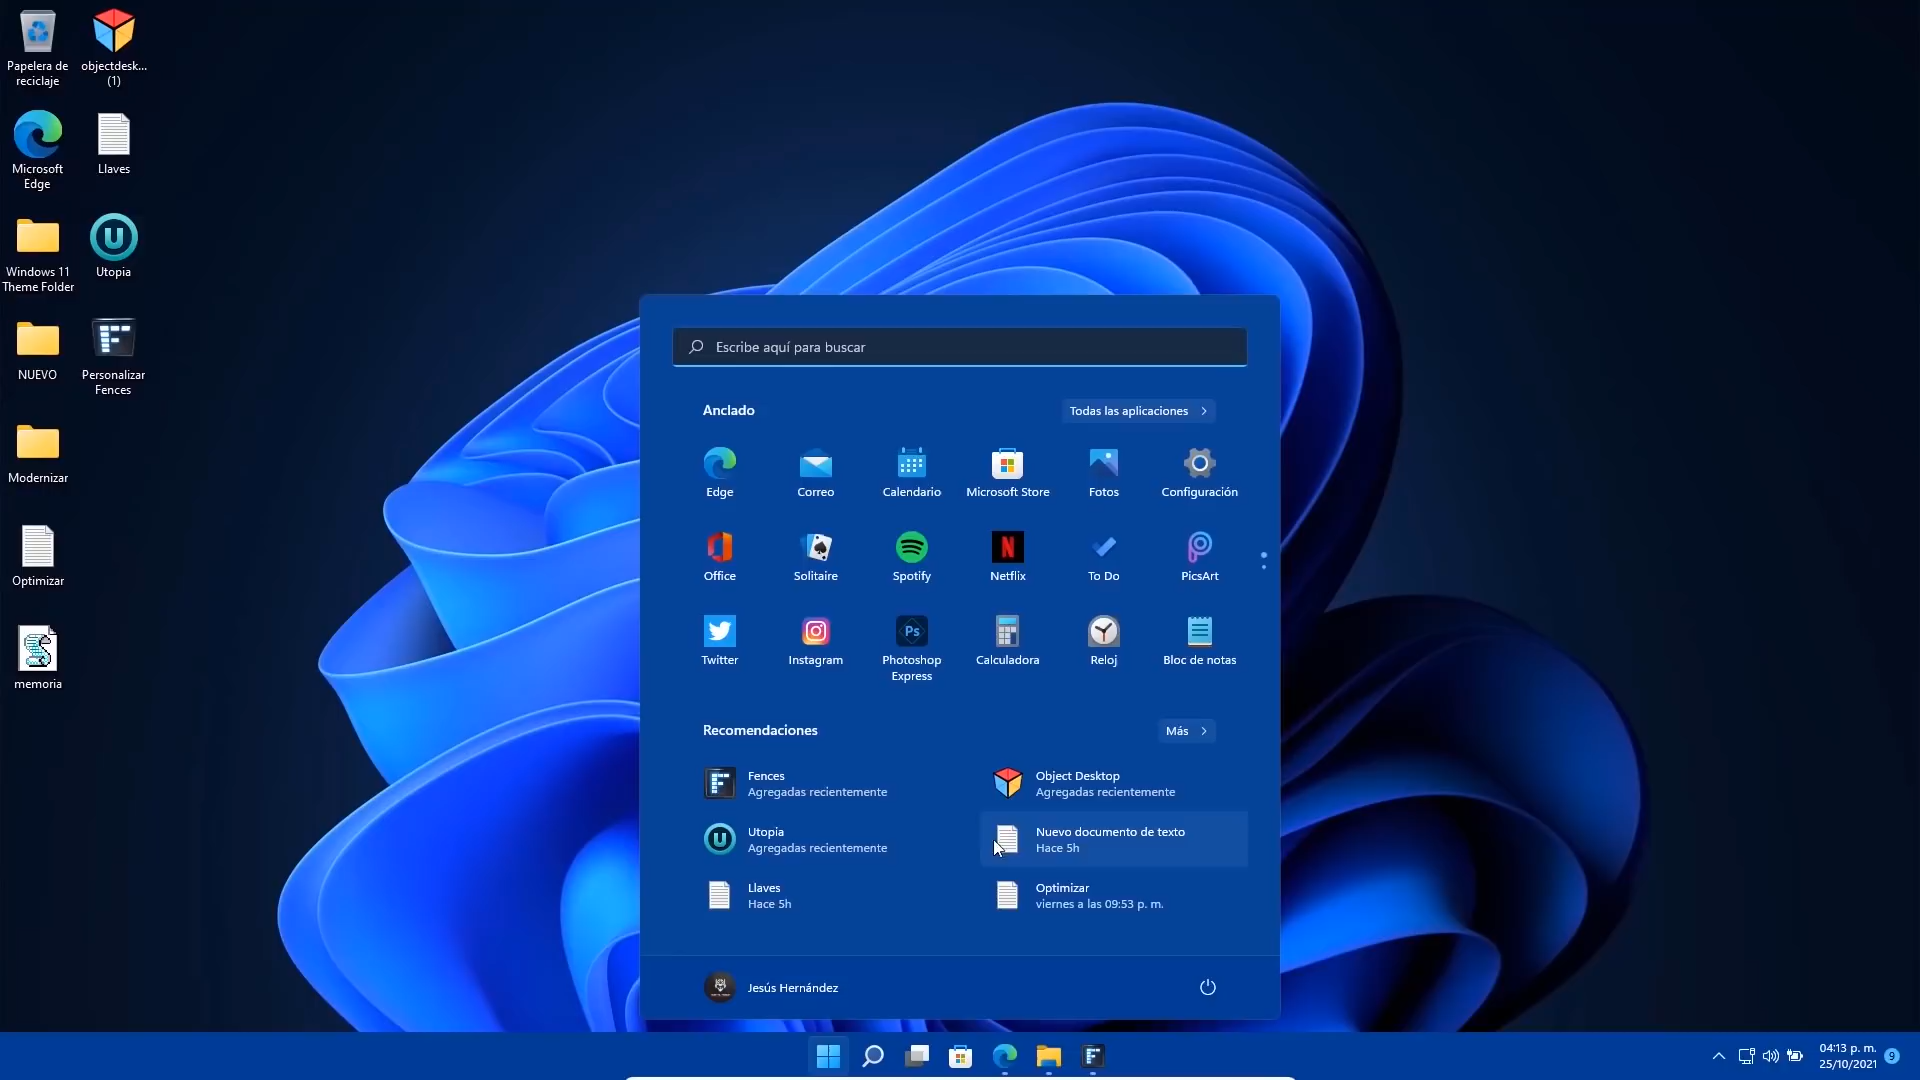 Papelera de
reciclaje
objectdesk...
(1)
Microsoft
Edge
Llaves
Windows 11
Theme Folder
Utopia
NUEVO
Personalizar
Fences
Modernizar
Optimizar
memoria
Escribe aquí para buscar
Anclado
Todas las aplicaciones
Edge
Correo
Calendario
Microsoft Store
Fotos
Configuración
Office
Solitaire
Spotify
Netflix
To Do
PicsArt
Twitter
Instagram
Photoshop
Express
Calculadora
Reloj
Bloc de notas
Recomendaciones
Más
Fences
Agregadas recientemente
Object Desktop
Agregadas recientemente
Utopia
Agregadas recientemente
Nuevo documento de texto
Hace 5h
Llaves
Hace 5h
Optimizar
viernes a las 09:53 p. m.
Jesús Hernández
04:13 p. m.
25/10/2021
9